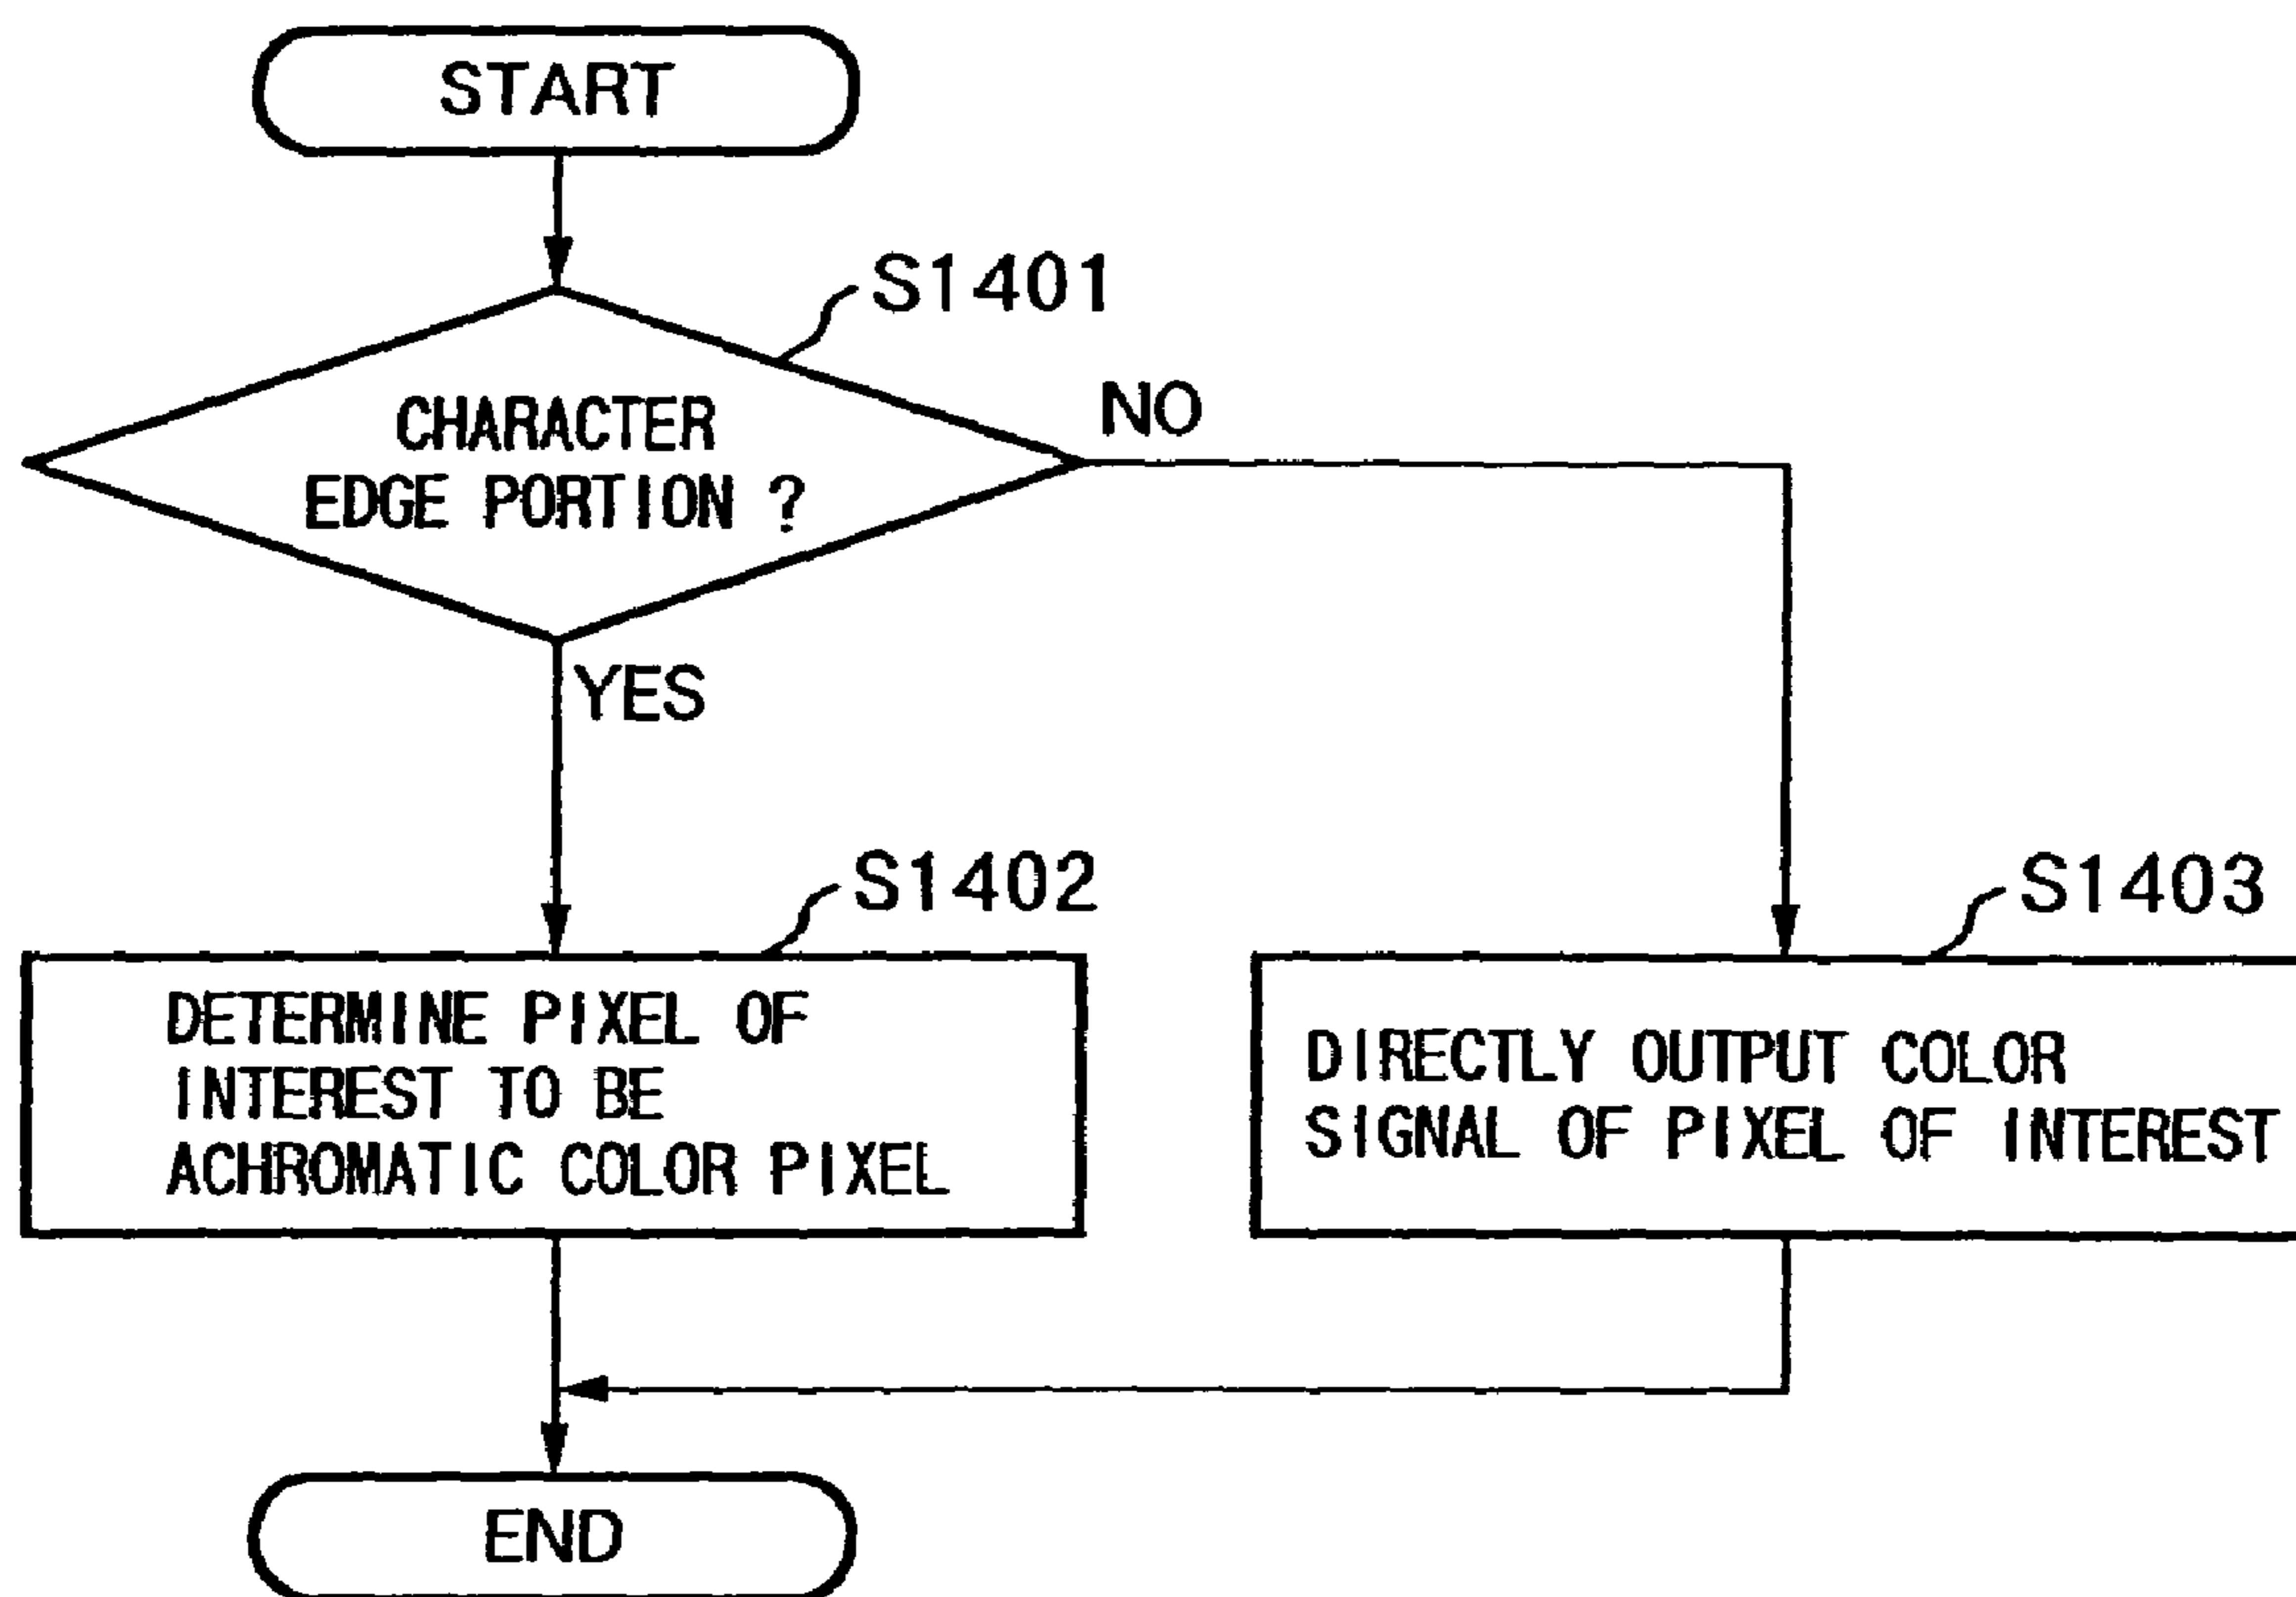 START
S1401
CHARACTER
EDGE PORTION ?
NO
YES
S1402
DETERMINE PIXEL OF
INTEREST TO BE
ACHROMATIC COLOR PIXEL
S1403
DIRECTLY OUTPUT COLOR
SIGNAL OF PIXEL OF INTEREST
END